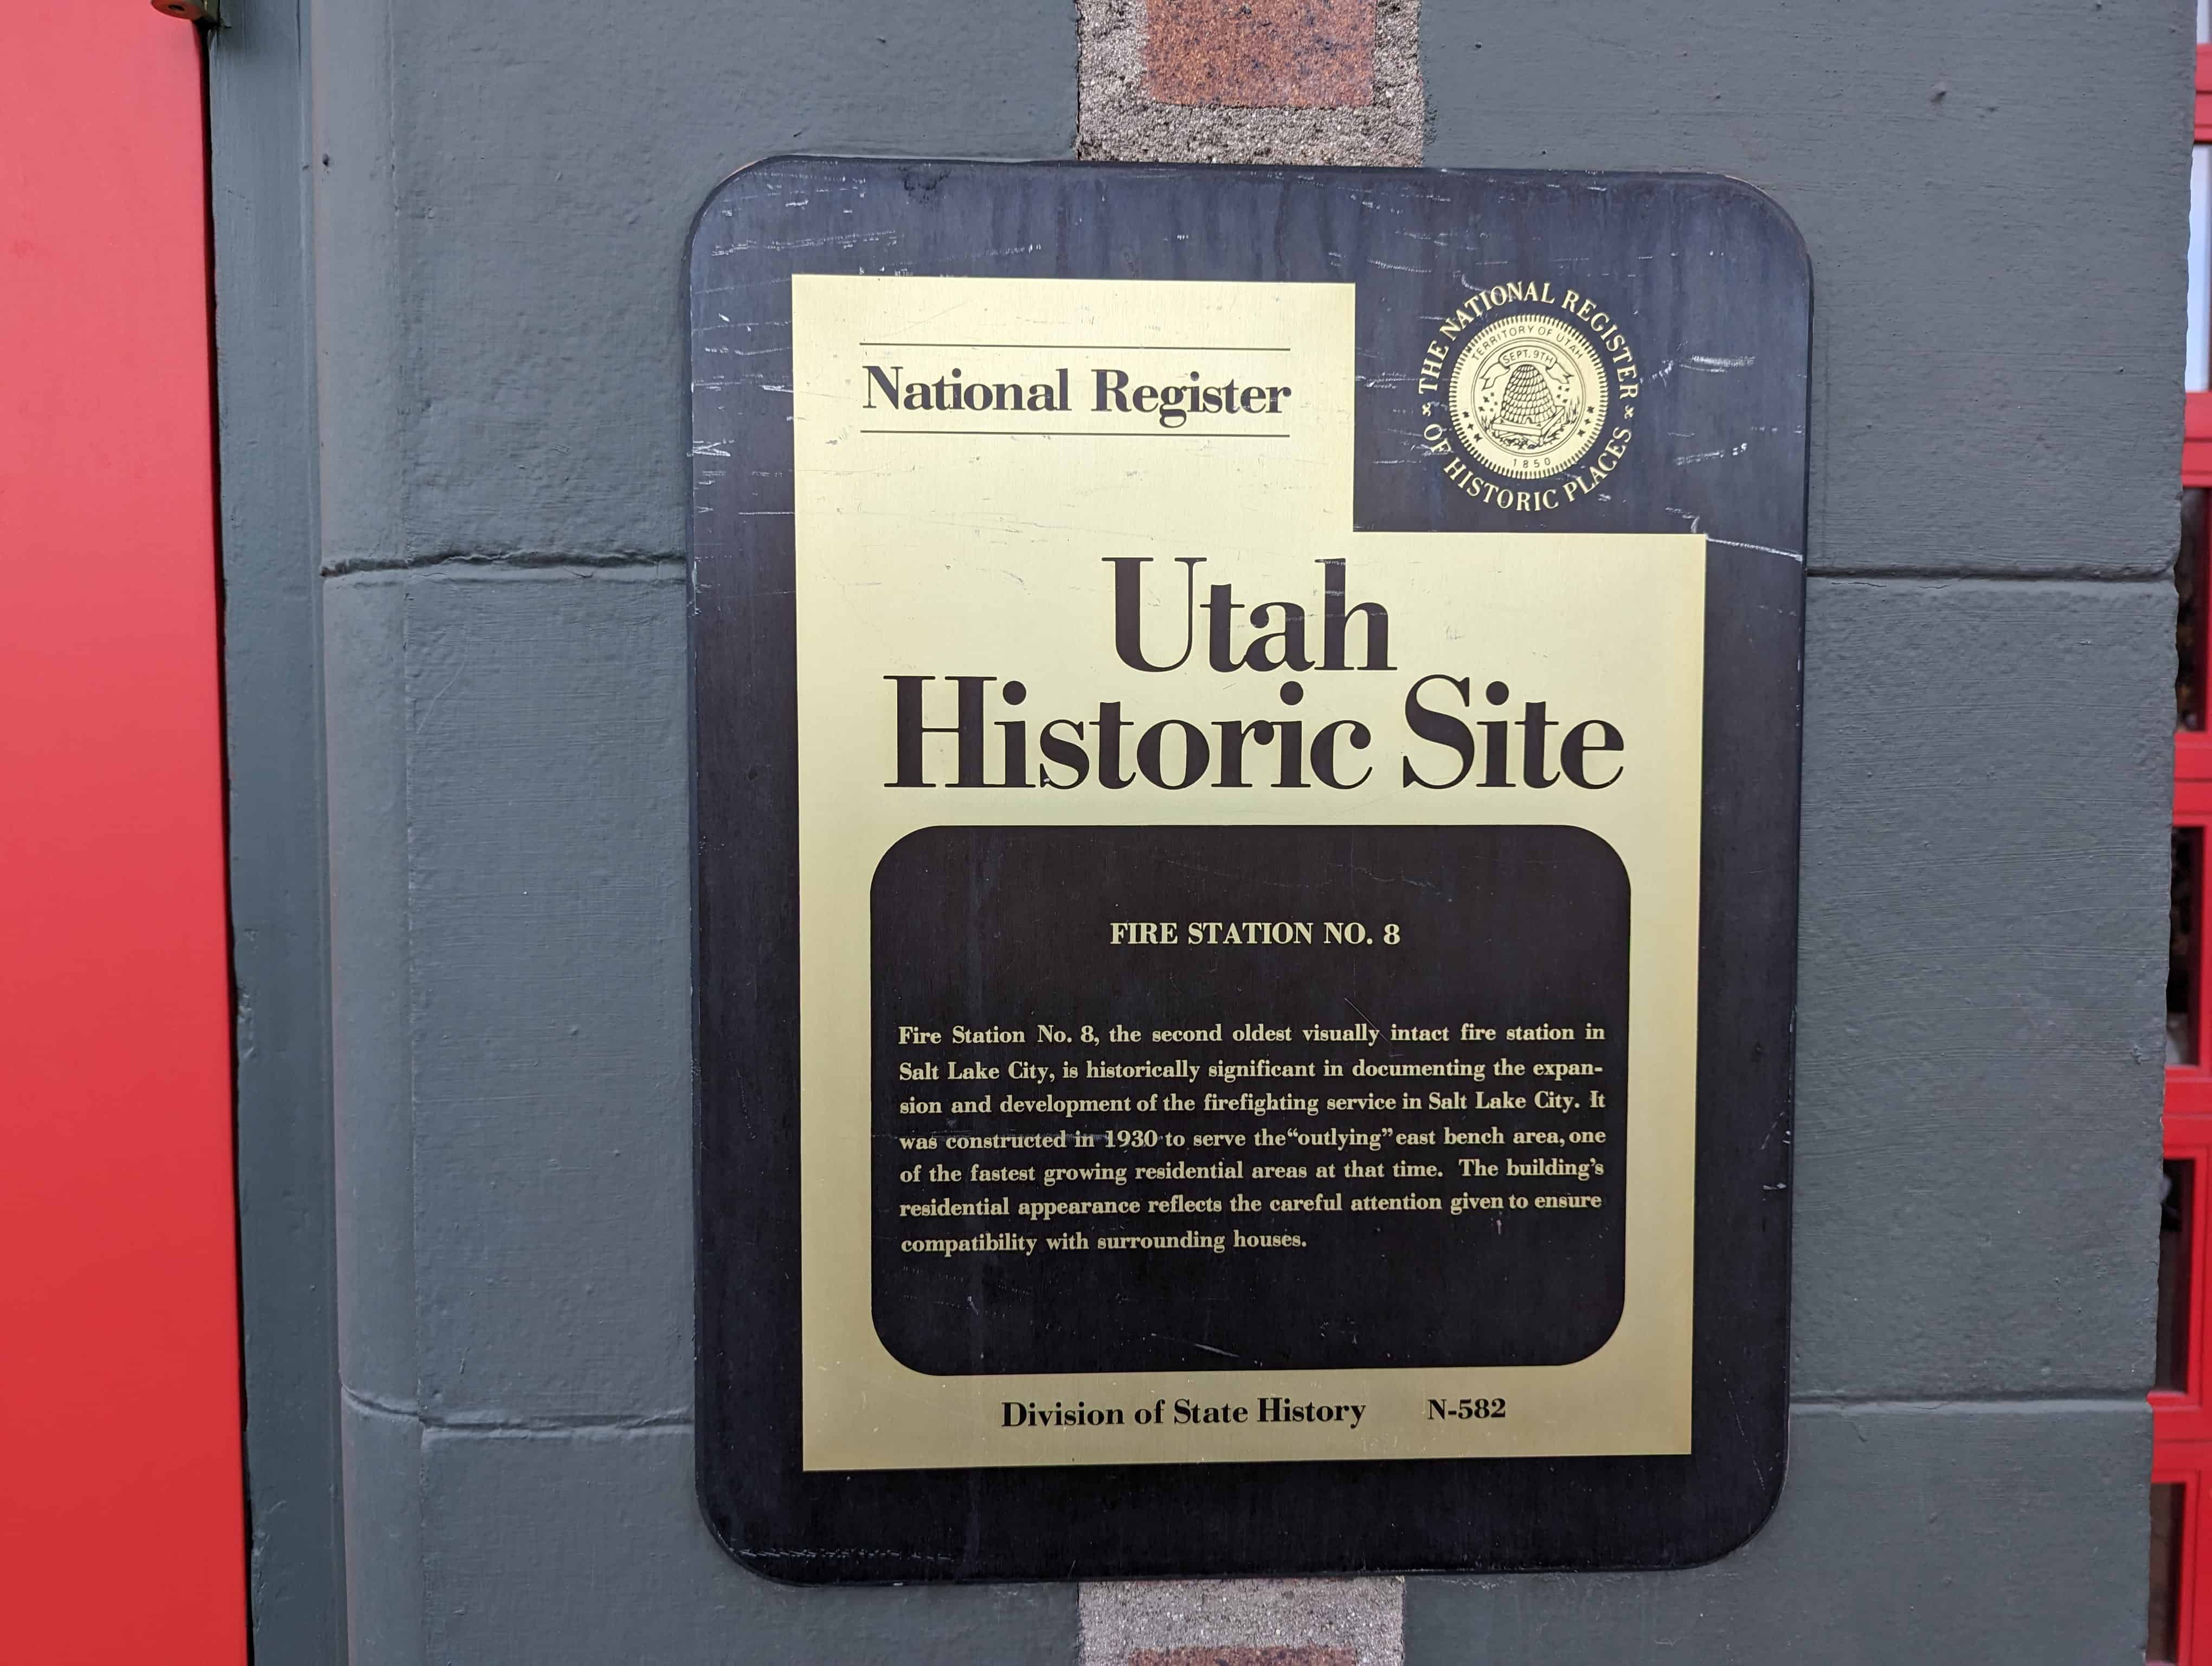 National Register
THE NATIONAL REGISTER
OF HISTORIC PLACES
TERRITORY OF UTAH
SEPT. 9TH
1850
Utah
Historic Site
FIRE STATION NO. 8
Fire Station No. 8, the second oldest visually intact fire station in
Salt Lake City, is historically significant in documenting the expan-
sion and development of the firefighting service in Salt Lake City. It
was constructed in 1930 to serve the“outlying”east bench area, one
of the fastest growing residential areas at that time. The building’s
residential appearance reflects the careful attention given to ensure
compatibility with surrounding houses.
Division of State History N-582